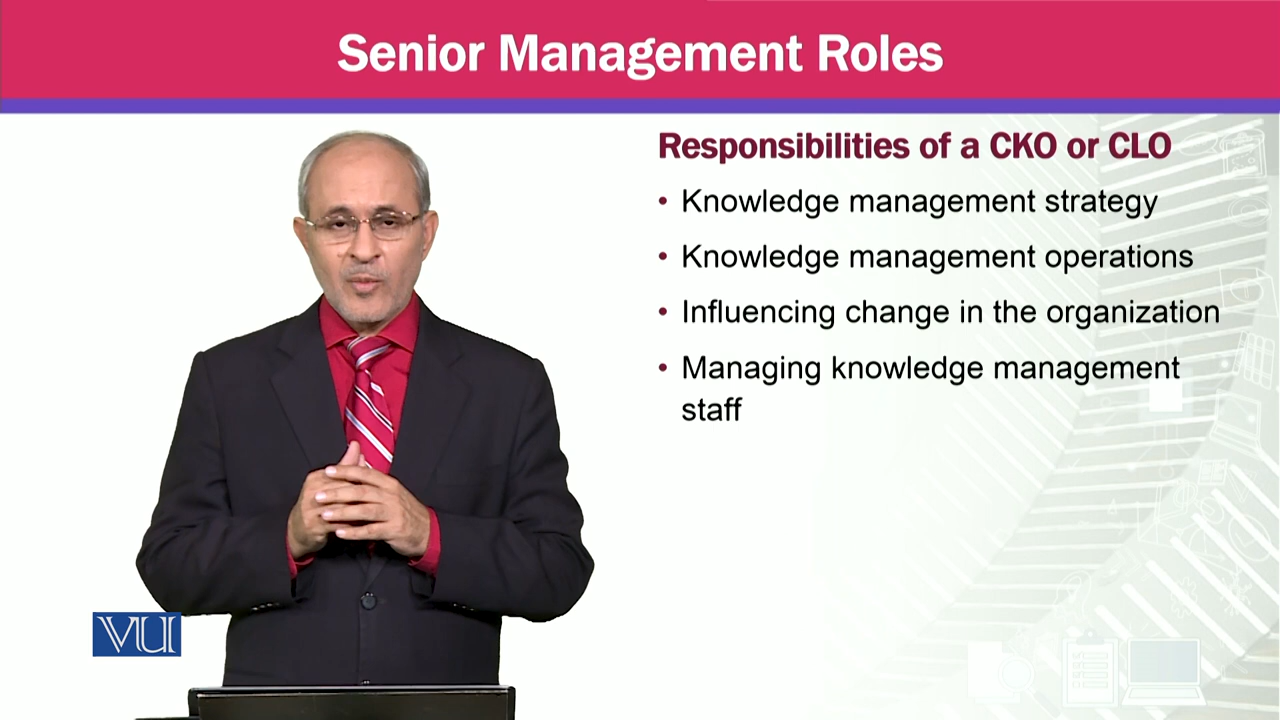 Senior Management Roles
Responsibilities of a CKO or CLO
• Knowledge management strategy
• Knowledge management operations
• Influencing change in the organization
• Managing knowledge management
staff
VU